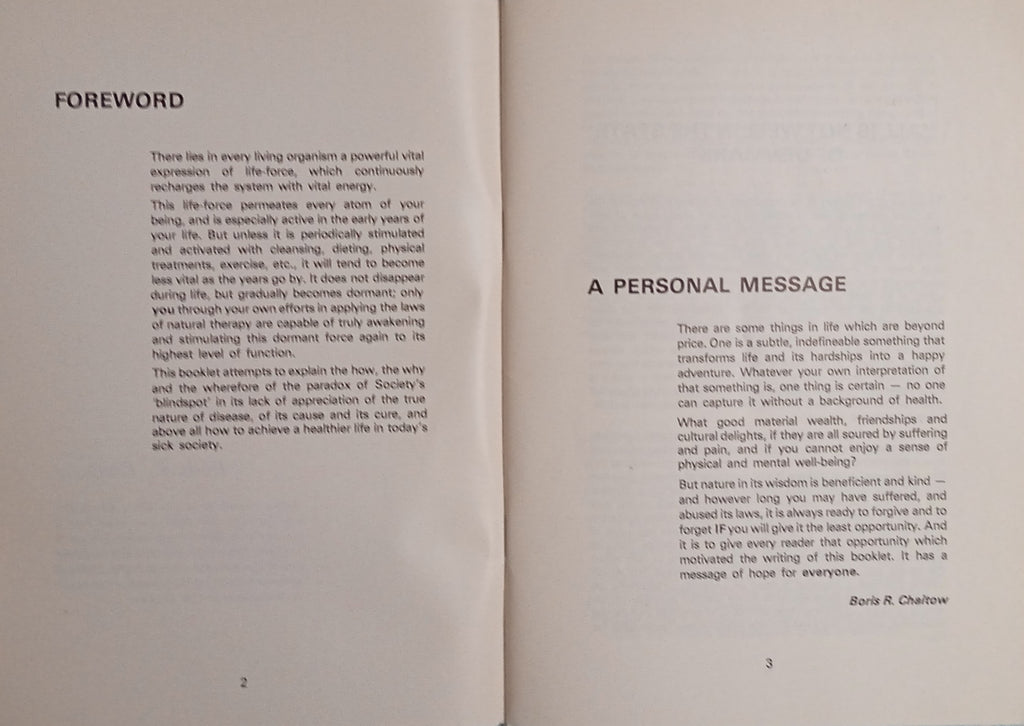 FOREWORD
There lies in every living organism a powerful vital
expression of life-force, which continuously
recharges the system with vital energy.
This life-force permeates every atom of your
being, and is especially active in the early years of
your life. But unless it is periodically stimulated
and activated with cleansing, dieting, physical
treatments, exercise, etc., it will tend to become
less vital as the years go by. It does not disappear
during life, but gradually becomes dormant; only
you through your own efforts in applying the laws
of natural therapy are capable of truly awakening
and stimulating this dormant force again to its
highest level of function.
This booklet attempts to explain the how, the why
and the wherefore of the paradox of Society's
'blindspot' in its lack of appreciation of the true
nature of disease, of its cause and its cure, and
above all how to achieve a healthier life in today's
sick society.
2
A PERSONAL MESSAGE
There are some things in life which are beyond
price. One is a subtle, indefineable something that
transforms life and its hardships into a happy
adventure. Whatever your own interpretation of
that something is, one thing is certain — no one
can capture it without a background of health.
What good material wealth, friendships and
cultural delights, if they are all soured by suffering
and pain, and if you cannot enjoy a sense of
physical and mental well-being?
But nature in its wisdom is beneficient and kind —
and however long you may have suffered, and
abused its laws, it is always ready to forgive and to
forget IF you will give it the least opportunity. And
it is to give every reader that opportunity which
motivated the writing of this booklet. It has a
message of hope for everyone.
Boris R. Chaitow
3